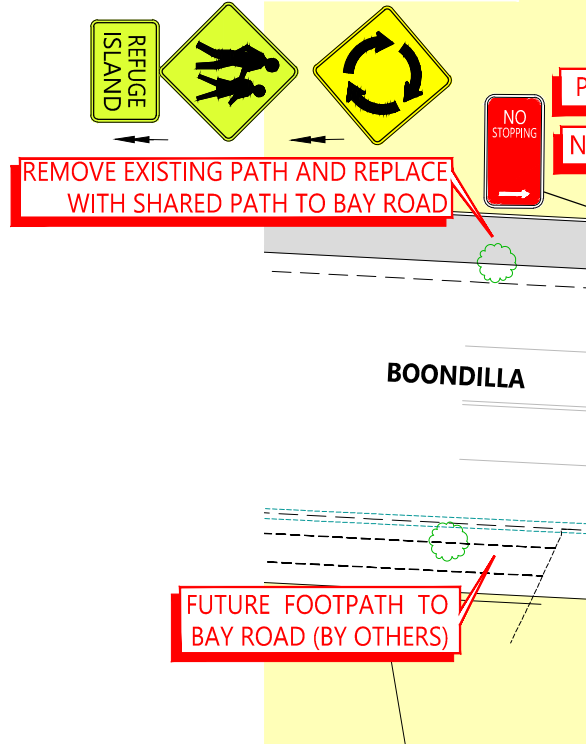 REFUGE
ISLAND
NO
STOPPING
P
N
REMOVE EXISTING PATH AND REPLACE
WITH SHARED PATH TO BAY ROAD
BOONDILLA
FUTURE FOOTPATH TO
BAY ROAD (BY OTHERS)